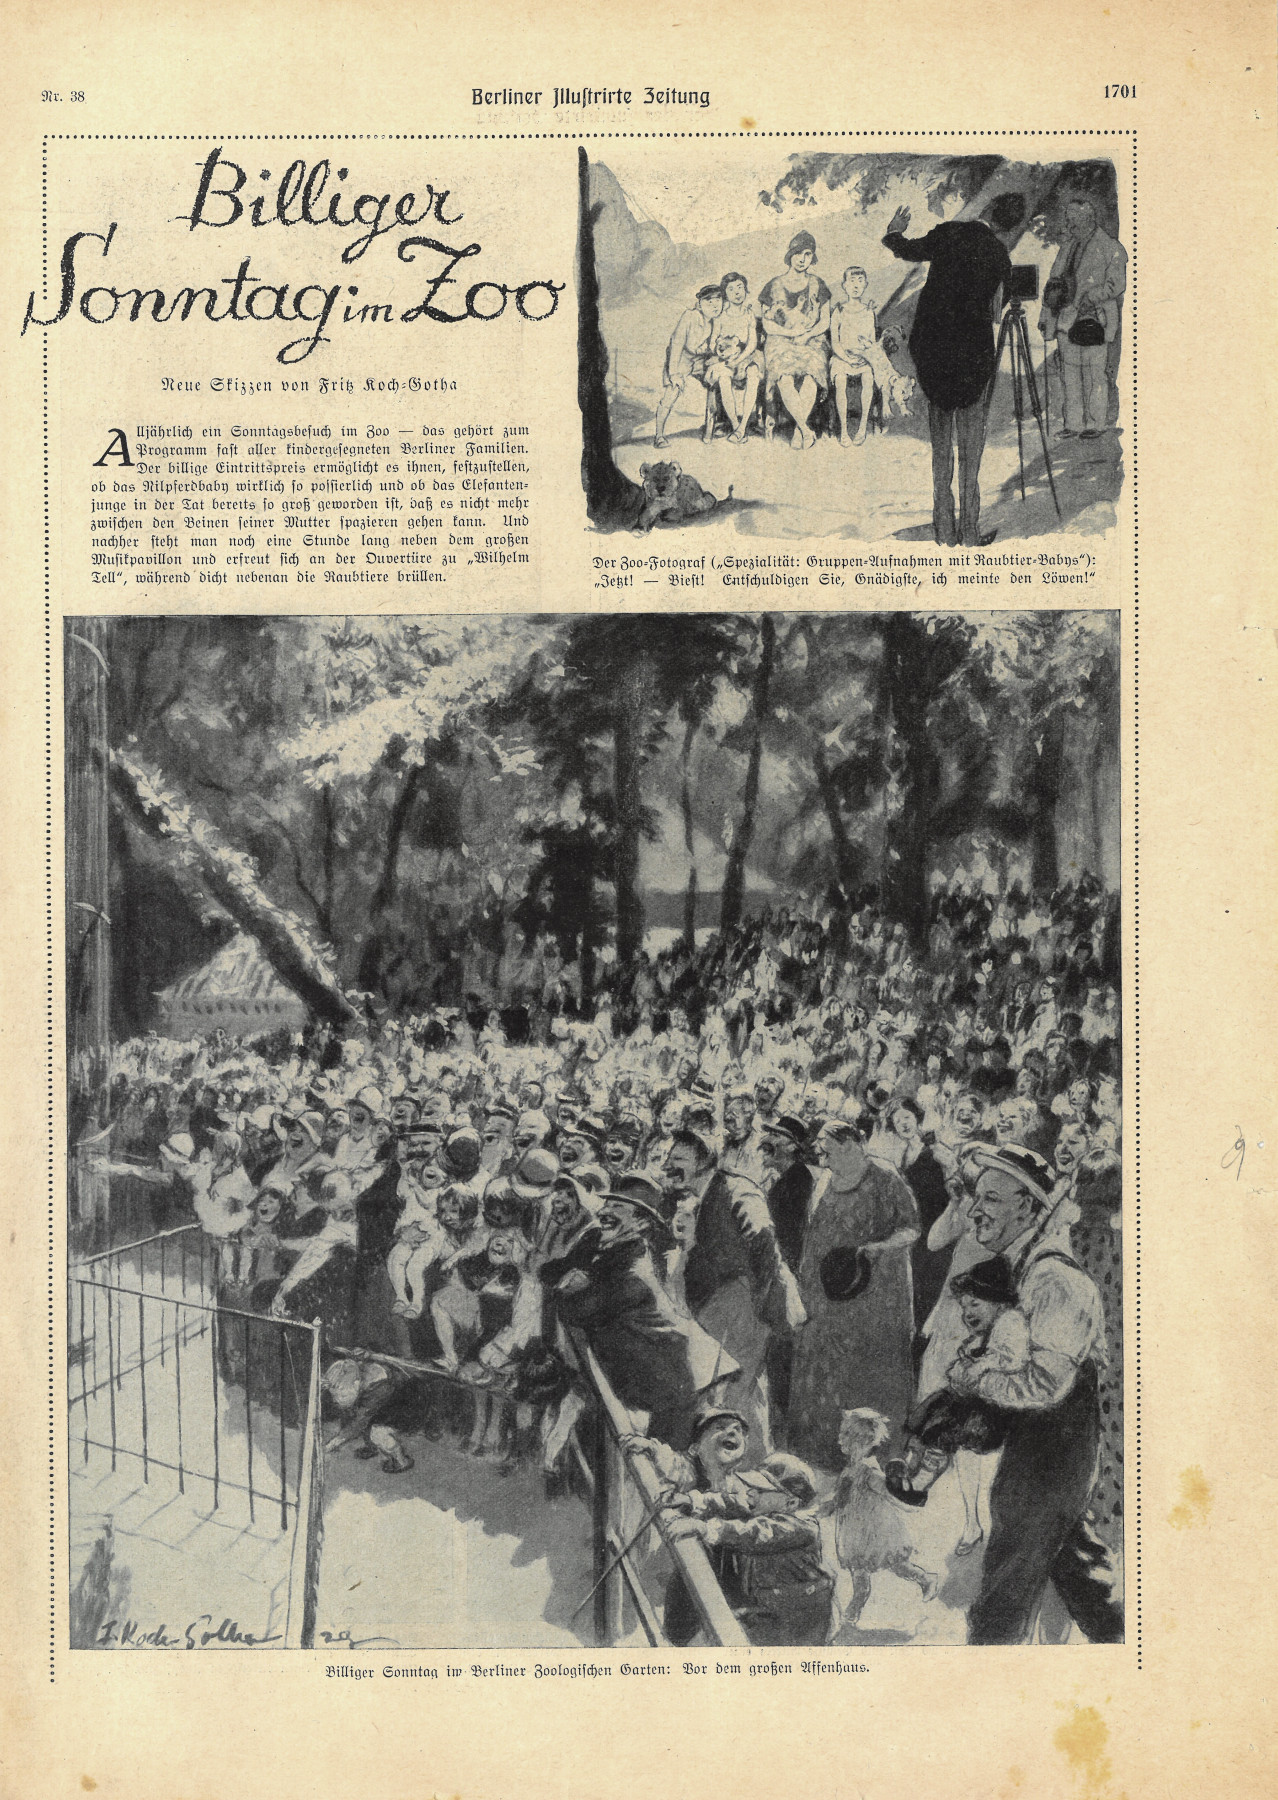 Nr. 38
Berliner Illustrirte Zeitung
1701
Billiger
Sonntag im Zoo
Neue Skizzen von Fritz Koch-Gotha
Alljährlich ein Sonntagsbesuch im Zoo — das gehört zum
Programm fast aller kindergesegneten Berliner Familien.
Der billige Eintrittspreis ermöglicht es ihnen, festzustellen,
ob das Nilpferdbaby wirklich so possierlich und ob das Elefanten-
junge in der Tat bereits so groß geworden ist, daß es nicht mehr
zwischen den Beinen seiner Mutter spazieren gehen kann. Und
nachher steht man noch eine Stunde lang neben dem großen
Musikpavillon und erfreut sich an der Ouvertüre zu „Wilhelm
Tell“, während dicht nebenan die Raubtiere brüllen.
Der Zoo-Fotograf („Spezialität: Gruppen-Aufnahmen mit Raubtier-Babys“):
„Jetzt! — Biest! Entschuldigen Sie, Gnädigste, ich meinte den Löwen!“
F. Koch-Gotha 29
Billiger Sonntag im Berliner Zoologischen Garten: Vor dem großen Affenhaus.